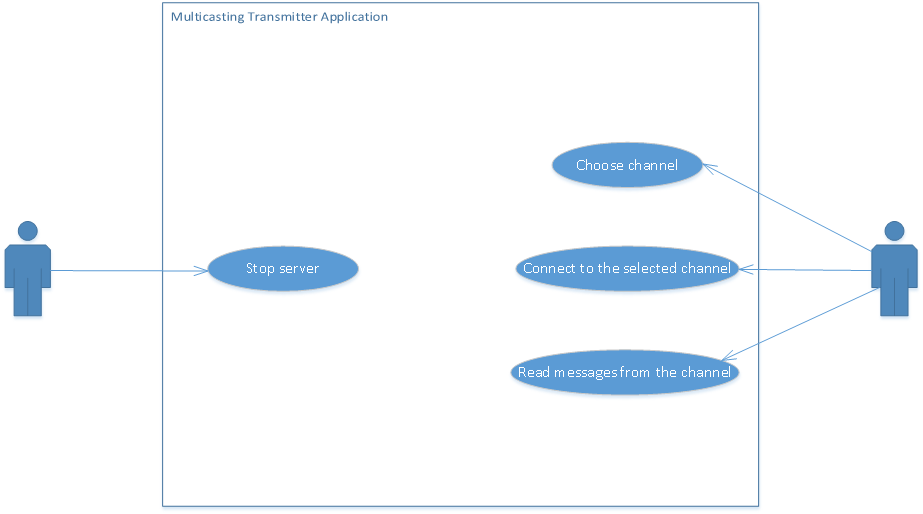 Multicasting Transmitter Application
Choose channel
Stop server
Connect to the selected channel
Read messages from the channel